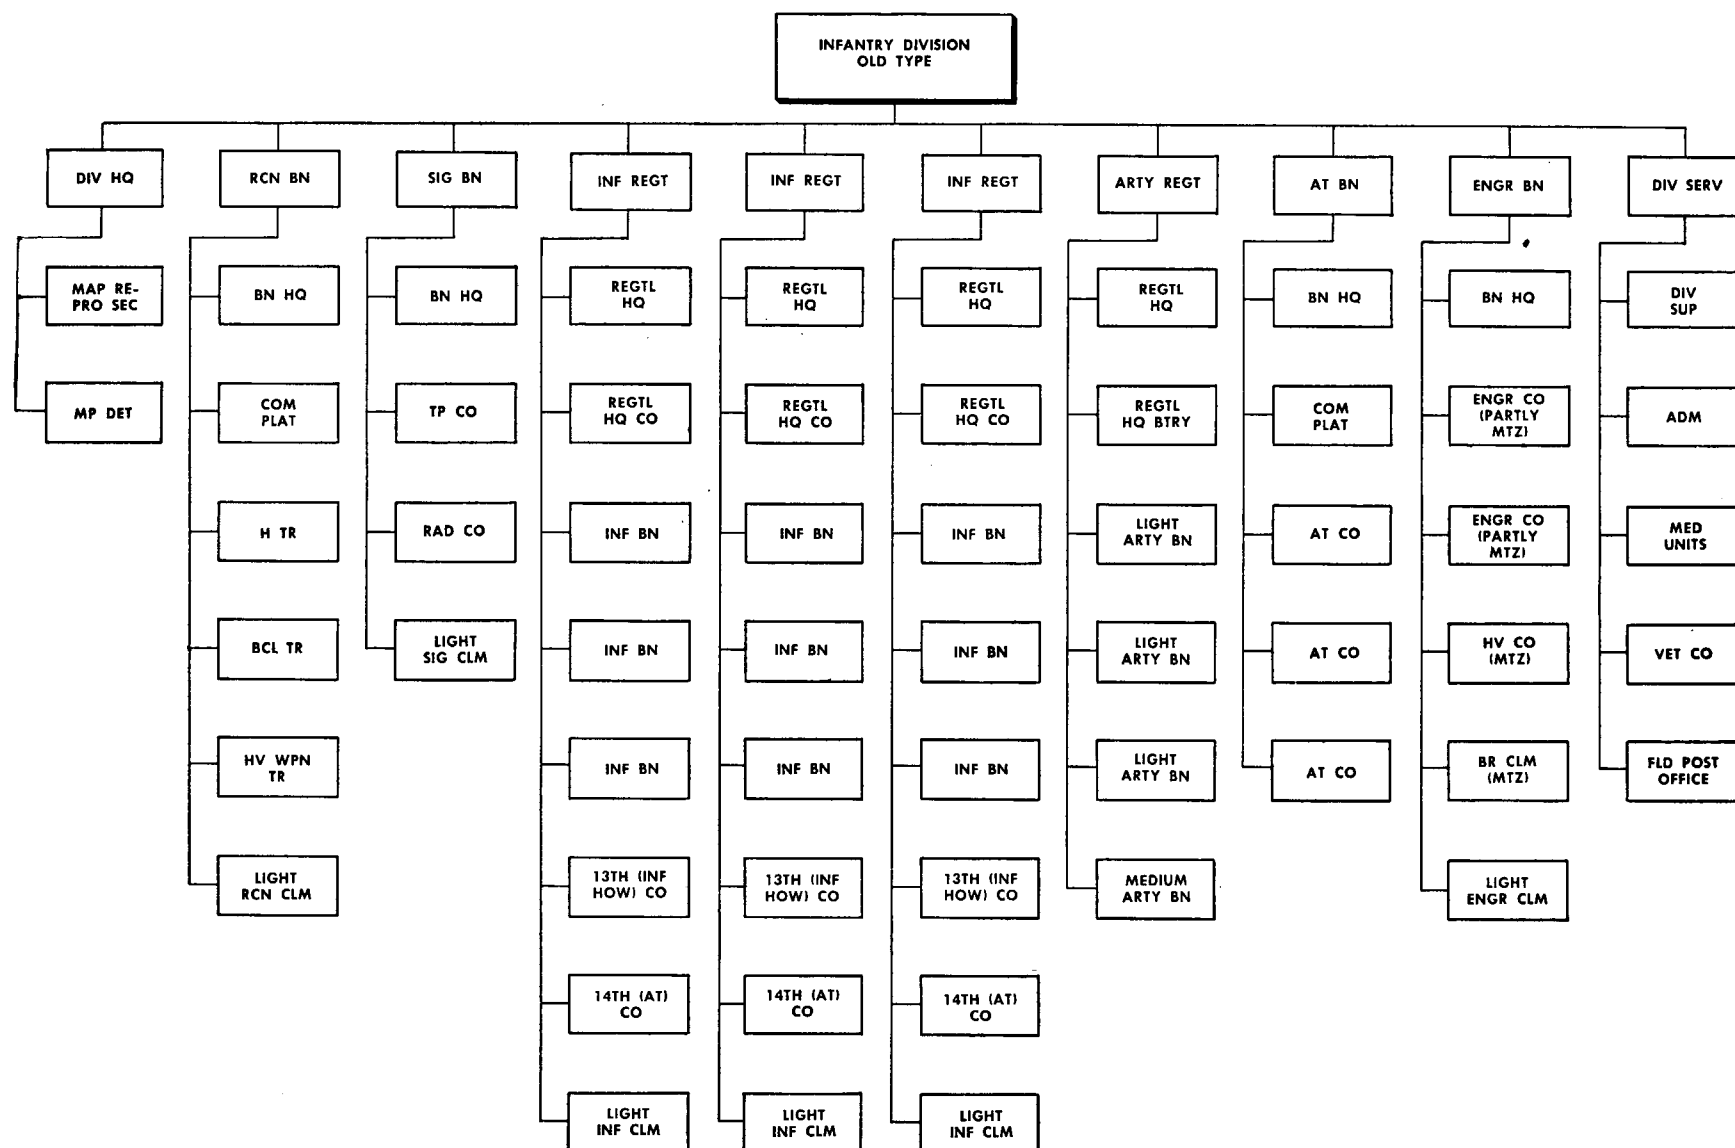 INFANTRY DIVISION
OLD TYPE
DIV HQ
RCN BN
SIG BN
INF REGT
INF REGT
INF REGT
ARTY REGT
AT BN
ENGR BN
DIV SERV
MAP RE-
PRO SEC
MP DET
BN HQ
COM
PLAT
H TR
BCL TR
HV WPN
TR
LIGHT
RCN CLM
BN HQ
TP CO
RAD CO
LIGHT
SIG CLM
REGTL
HQ
REGTL
HQ CO
INF BN
INF BN
INF BN
13TH (INF
HOW) CO
14TH (AT)
CO
LIGHT
INF CLM
REGTL
HQ
REGTL
HQ CO
INF BN
INF BN
INF BN
13TH (INF
HOW) CO
14TH (AT)
CO
LIGHT
INF CLM
REGTL
HQ
REGTL
HQ CO
INF BN
INF BN
INF BN
13TH (INF
HOW) CO
14TH (AT)
CO
LIGHT
INF CLM
REGTL
HQ
REGTL
HQ BTRY
LIGHT
ARTY BN
LIGHT
ARTY BN
LIGHT
ARTY BN
MEDIUM
ARTY BN
BN HQ
COM
PLAT
AT CO
AT CO
AT CO
BN HQ
ENGR CO
(PARTLY
MTZ)
ENGR CO
(PARTLY
MTZ)
HV CO
(MTZ)
BR CLM
(MTZ)
LIGHT
ENGR CLM
DIV
SUP
ADM
MED
UNITS
VET CO
FLD POST
OFFICE